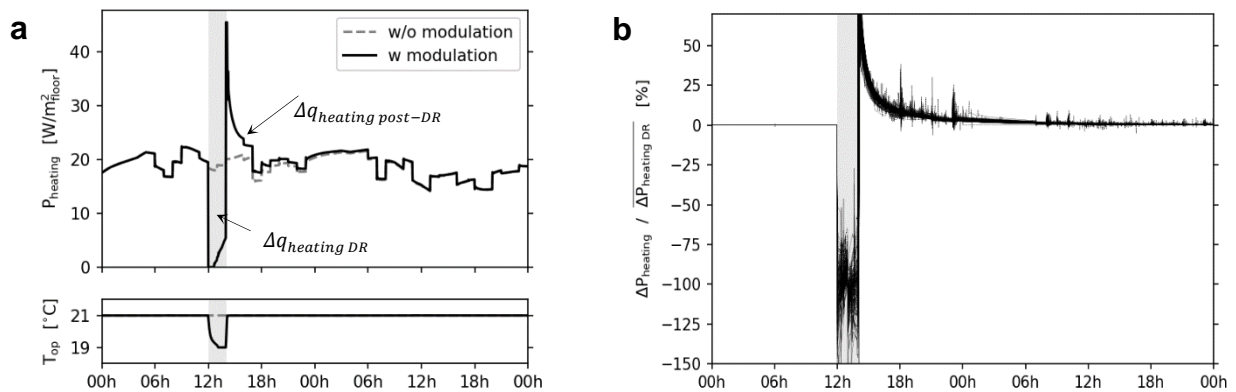 a
w/o modulation
w modulation
Δq_heating post−DR
Δq_heating DR
P_heating [W/m²_floor]
40
30
20
10
0
T_op [°C]
21
19
00h 06h 12h 18h 00h 06h 12h 18h 00h
b
ΔP_heating / ΔP_heating DR [%]
50
25
0
−25
−50
−75
−100
−125
−150
00h 06h 12h 18h 00h 06h 12h 18h 00h